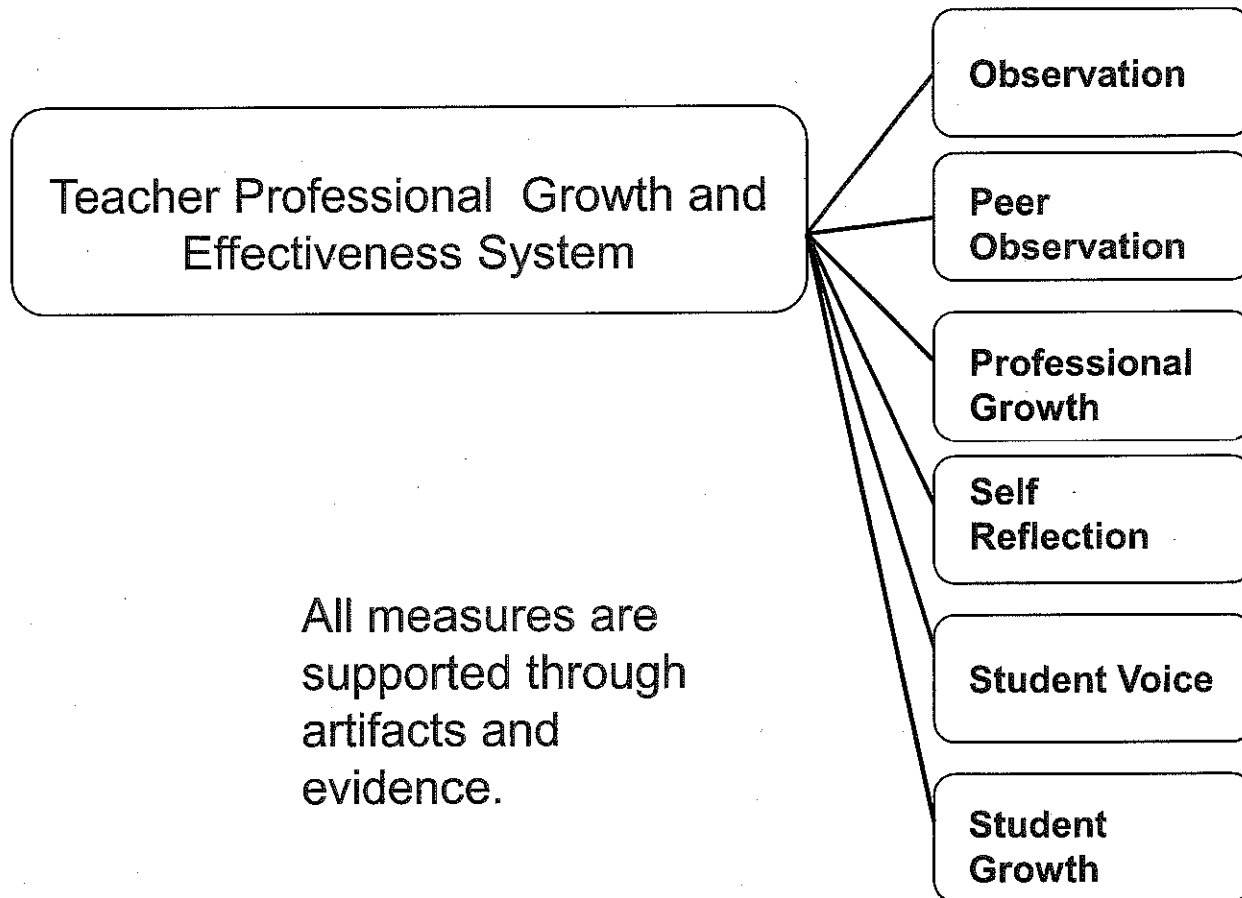 Teacher Professional Growth and
Effectiveness System
Observation
Peer
Observation
Professional
Growth
Self
Reflection
Student Voice
Student
Growth
All measures are
supported through
artifacts and
evidence.